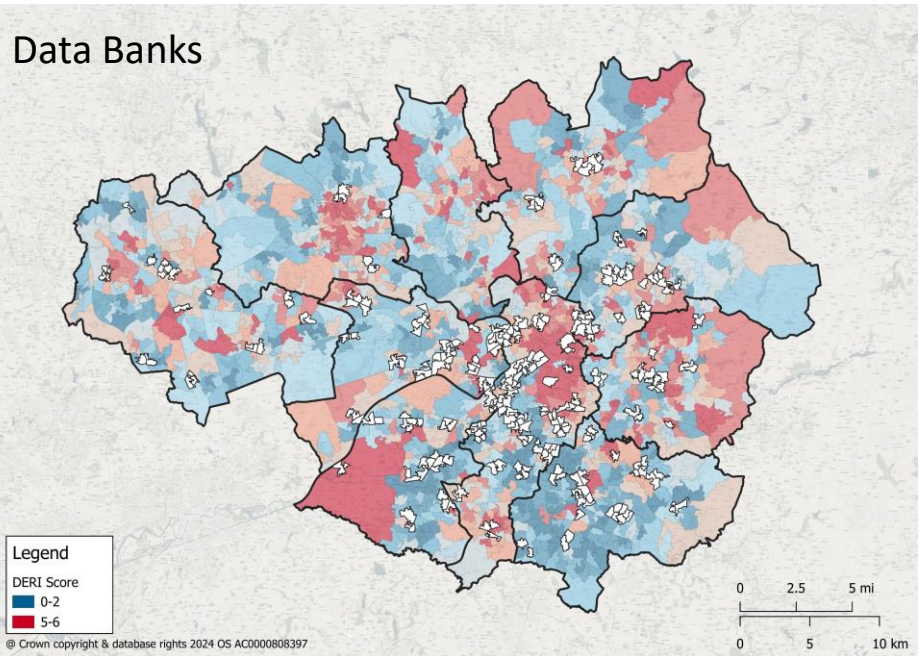 Data Banks
Legend
DERI Score
0-2
5-6
0 2.5 5 mi
0 5 10 km
@ Crown copyright & database rights 2024 OS AC0000808397